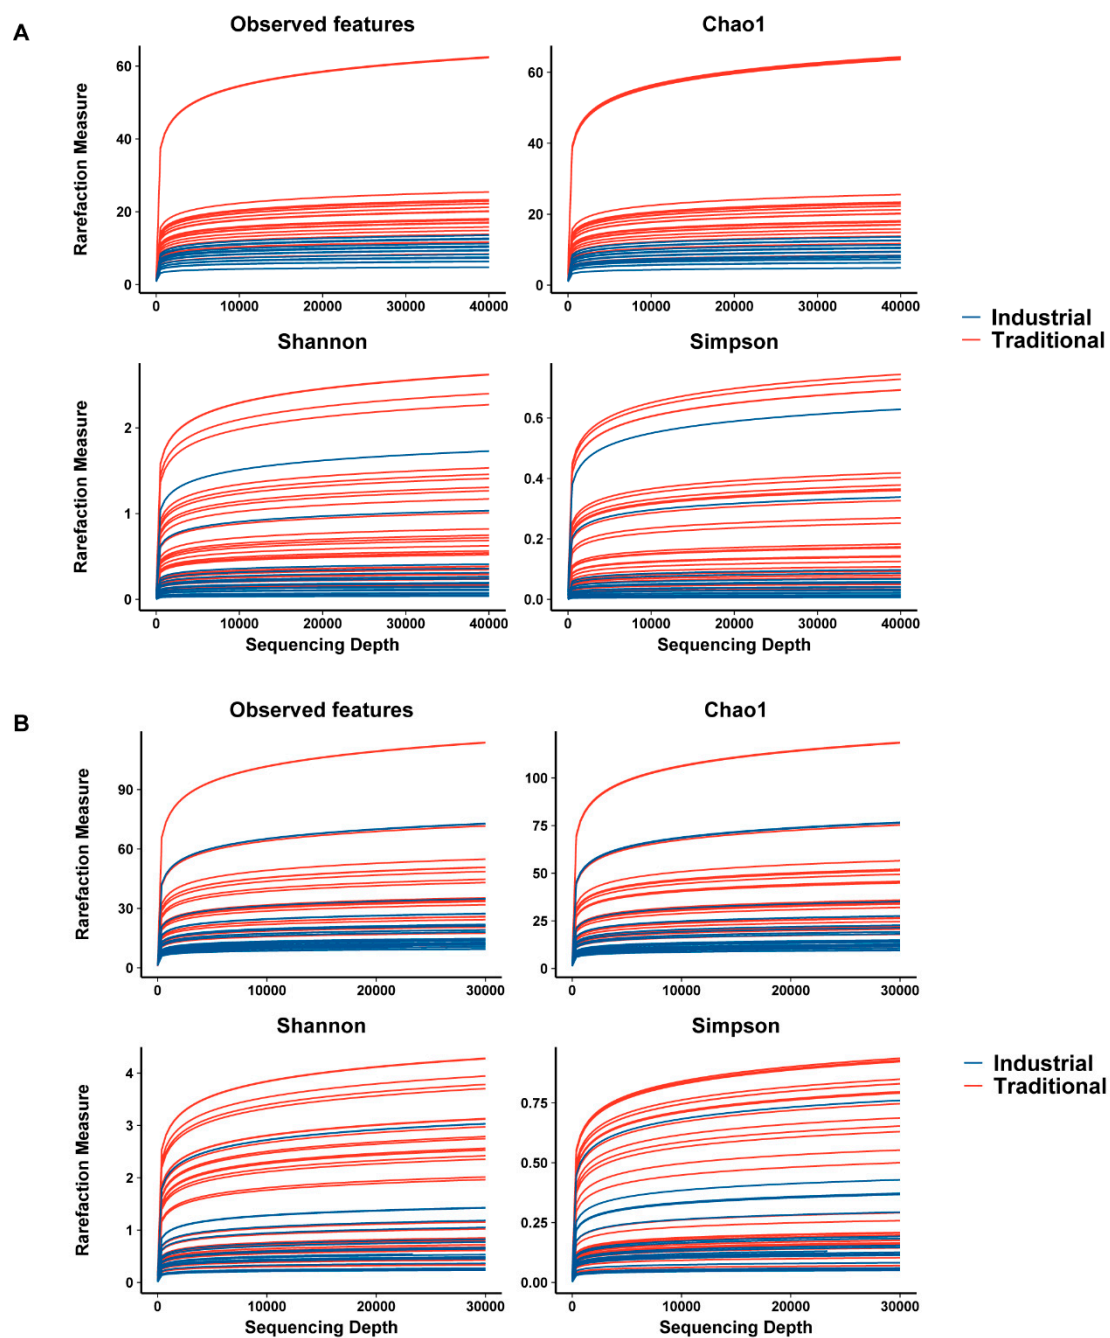 A
Observed features
Chao1
Rarefaction Measure
60
40
20
0
0 10000 20000 30000 40000
60
40
20
0
0 10000 20000 30000 40000
Industrial
Traditional
Shannon
Simpson
Rarefaction Measure
2
1
0
0 10000 20000 30000 40000
Sequencing Depth
0.6
0.4
0.2
0.0
0 10000 20000 30000 40000
Sequencing Depth
B
Observed features
Chao1
Rarefaction Measure
90
60
30
0
0 10000 20000 30000
100
75
50
25
0
0 10000 20000 30000
Shannon
Simpson
Rarefaction Measure
4
3
2
1
0
0 10000 20000 30000
Sequencing Depth
0.75
0.50
0.25
0.00
0 10000 20000 30000
Sequencing Depth
Industrial
Traditional